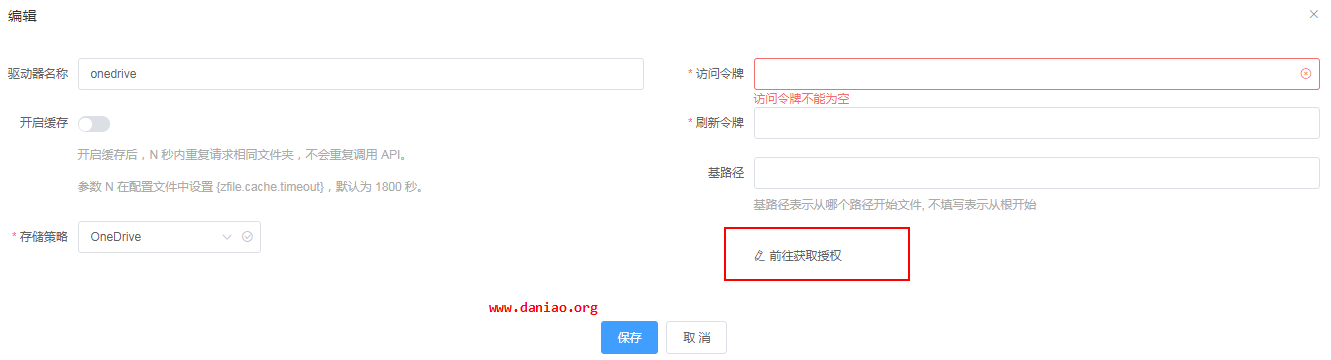 编辑
驱动器名称
onedrive
开启缓存
开启缓存后，N 秒内重复请求相同文件夹，不会重复调用 API。
参数 N 在配置文件中设置 {zfile.cache.timeout}，默认为 1800 秒。
* 存储策略
OneDrive
* 访问令牌
访问令牌不能为空
* 刷新令牌
基路径
基路径表示从哪个路径开始文件, 不填写表示从根开始
前往获取授权
www.daniao.org
保存
取 消